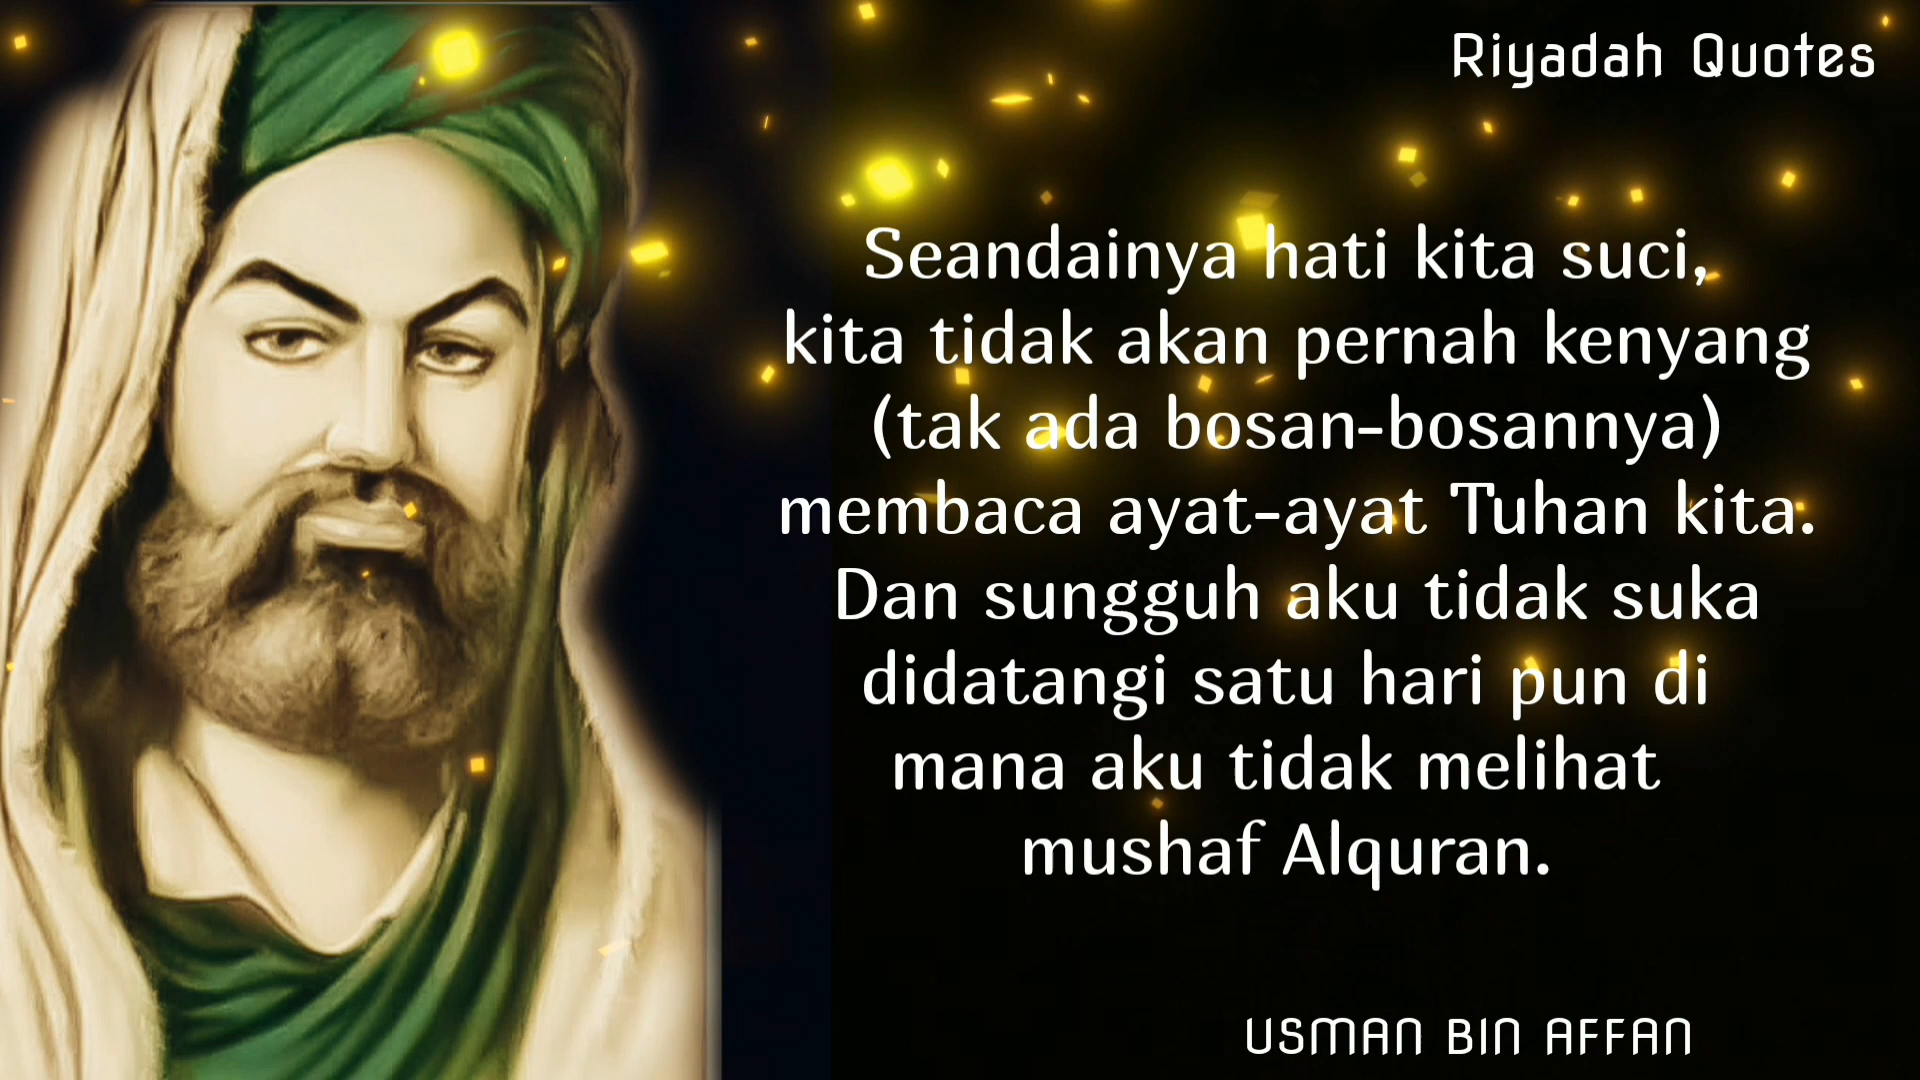 Riyadah Quotes
Seandainya hati kita suci,
kita tidak akan pernah kenyang
(tak ada bosan-bosannya)
membaca ayat-ayat Tuhan kita.
Dan sungguh aku tidak suka
didatangi satu hari pun di
mana aku tidak melihat
mushaf Alquran.
USMAN BIN AFFAN